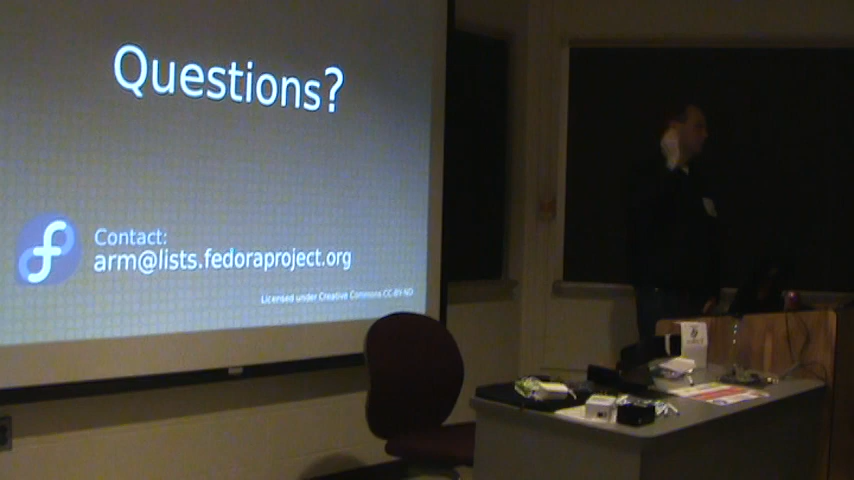 Questions?
Contact:
arm@lists.fedoraproject.org
Licensed under Creative Commons CC-BY-ND